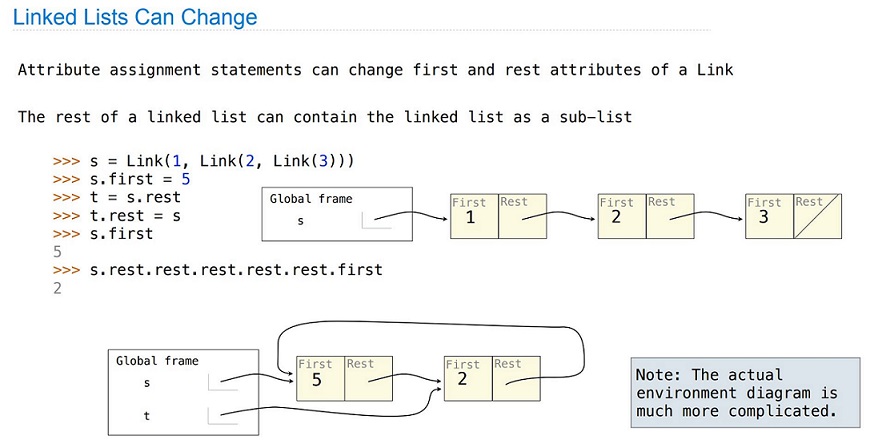 Linked Lists Can Change
Attribute assignment statements can change first and rest attributes of a Link
The rest of a linked list can contain the linked list as a sub-list
>>> s = Link(1, Link(2, Link(3)))
>>> s.first = 5
>>> t = s.rest
>>> t.rest = s
>>> s.first
5
>>> s.rest.rest.rest.rest.rest.first
2
Global frame
s
First Rest
1
First Rest
2
First Rest
3
Global frame
s
t
First Rest
5
First Rest
2
Note: The actual
environment diagram is
much more complicated.